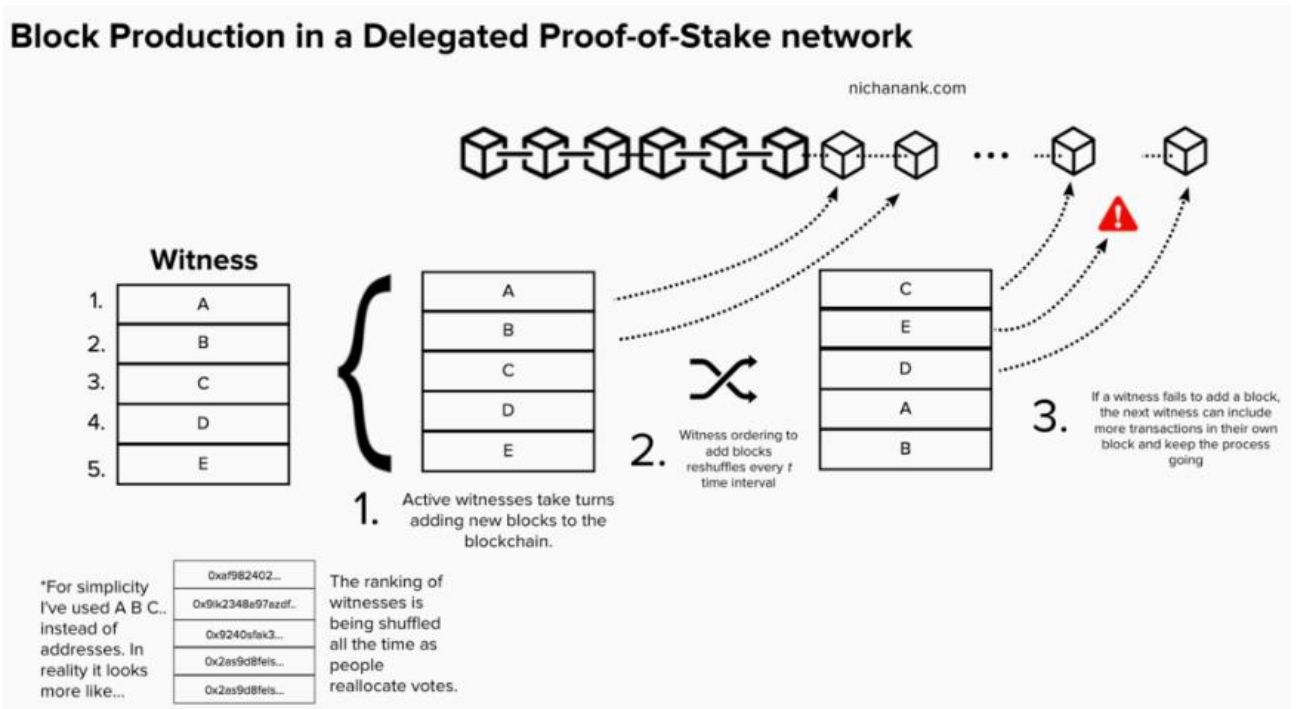 Block Production in a Delegated Proof-of-Stake network
nichanank.com
Witness
1.
A
2.
B
3.
C
4.
D
5.
E
A
B
C
D
E
1.
Active witnesses take turns
adding new blocks to the
blockchain.
2.
Witness ordering to
add blocks
reshuffles every t
time interval
C
E
D
A
B
3.
If a witness fails to add a block,
the next witness can include
more transactions in their own
block and keep the process
going
*For simplicity
I've used A B C..
instead of
addresses. In
reality it looks
more like...
0xaf982402...
0x9lk2348a97azdf..
0x9240sfak3...
0x2as9d8feis...
0x2as9d8feis...
The ranking of
witnesses is
being shuffled
all the time as
people
reallocate votes.